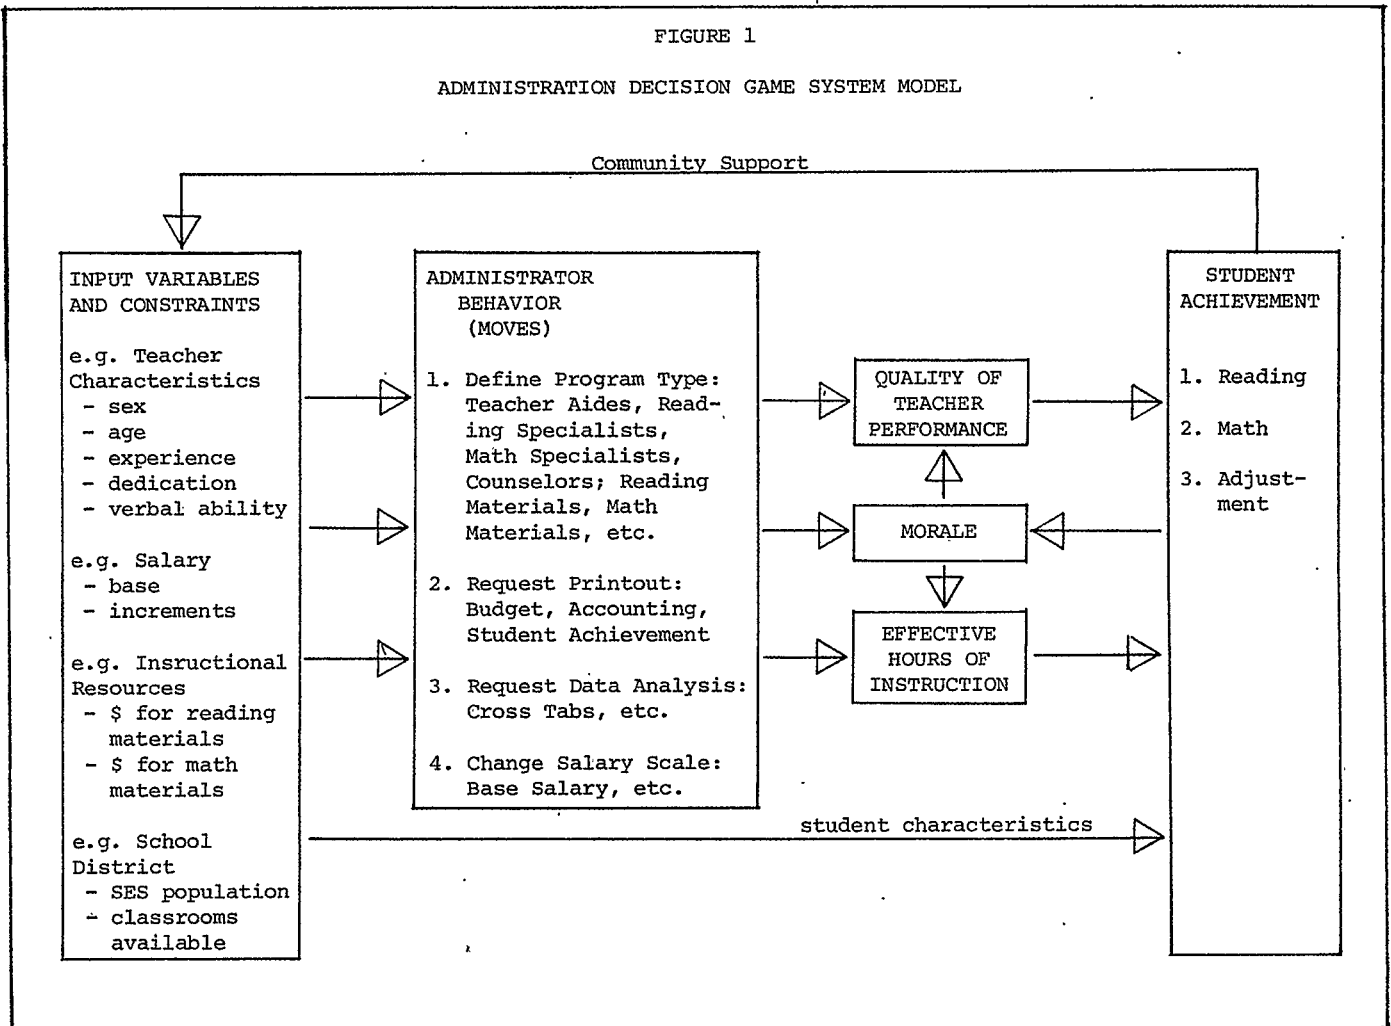 FIGURE 1
ADMINISTRATION DECISION GAME SYSTEM MODEL
Community Support
INPUT VARIABLES
AND CONSTRAINTS
e.g. Teacher
Characteristics
- sex
- age
- experience
- dedication
- verbal ability
e.g. Salary
- base
- increments
e.g. Insructional
Resources
- $ for reading
materials
- $ for math
materials
e.g. School
District
- SES population
- classrooms
available
ADMINISTRATOR
BEHAVIOR
(MOVES)
1. Define Program Type:
Teacher Aides, Read-
ing Specialists,
Math Specialists,
Counselors; Reading
Materials, Math
Materials, etc.
2. Request Printout:
Budget, Accounting,
Student Achievement
3. Request Data Analysis:
Cross Tabs, etc.
4. Change Salary Scale:
Base Salary, etc.
QUALITY OF
TEACHER
PERFORMANCE
MORALE
EFFECTIVE
HOURS OF
INSTRUCTION
student characteristics
STUDENT
ACHIEVEMENT
1. Reading
2. Math
3. Adjust-
ment